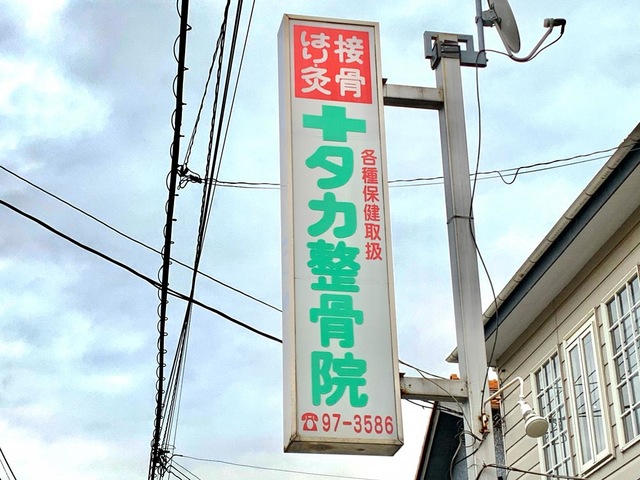 接骨
はり・灸
タカ整骨院
各種保健取扱
☎97-3586